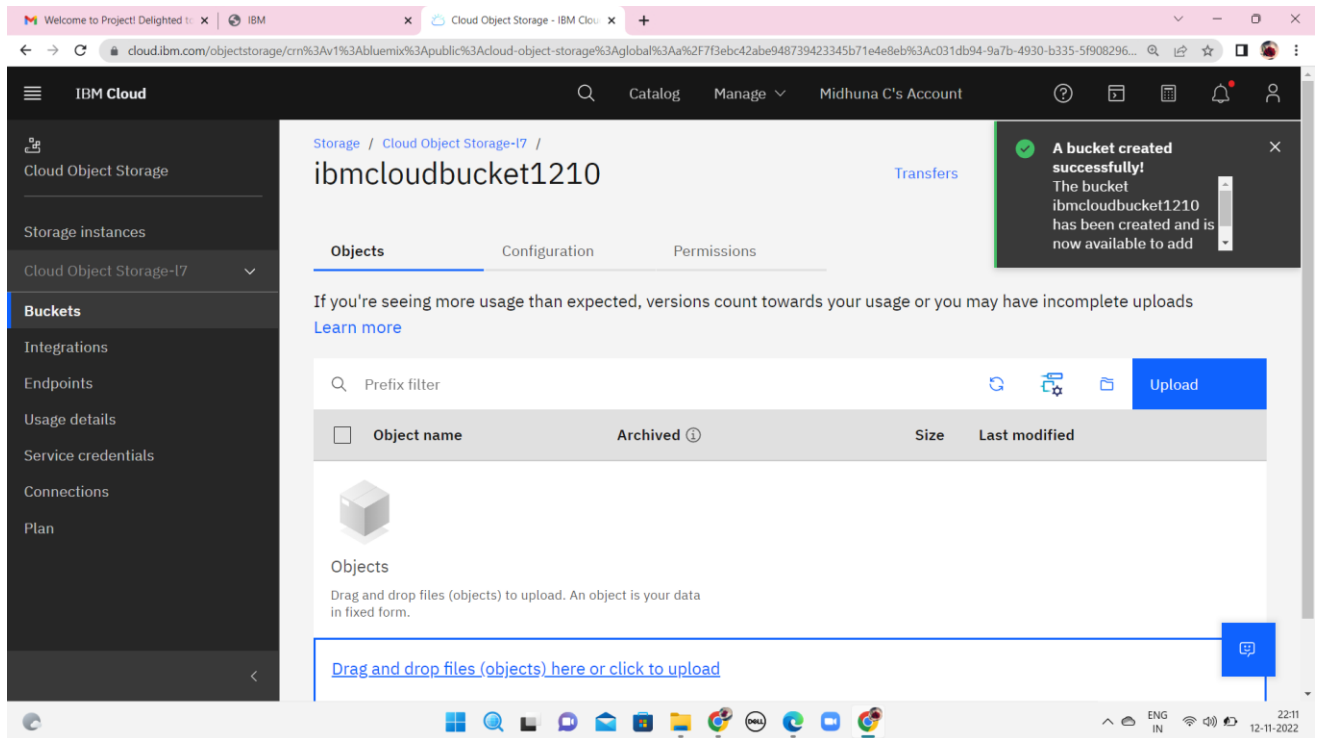 Welcome to Project! Delighted to
IBM
Cloud Object Storage - IBM Clou
cloud.ibm.com/objectstorage/crn%3Av1%3Abluemix%3Apublic%3Acloud-object-storage%3Aglobal%3Aa%2F7f3ebc42abe948739423345b71e4e8eb%3Ac031db94-9a7b-4930-b335-5f908296...
IBM Cloud
Catalog
Manage
Midhuna C's Account
Cloud Object Storage
Storage instances
Cloud Object Storage-l7
Buckets
Integrations
Endpoints
Usage details
Service credentials
Connections
Plan
Storage / Cloud Object Storage-l7 /
ibmcloudbucket1210
Transfers
A bucket created
successfully!
The bucket
ibmcloudbucket1210
has been created and is
now available to add
Objects
Configuration
Permissions
If you're seeing more usage than expected, versions count towards your usage or you may have incomplete uploads
Learn more
Prefix filter
Upload
Object name
Archived
Size
Last modified
Objects
Drag and drop files (objects) to upload. An object is your data
in fixed form.
Drag and drop files (objects) here or click to upload
DELL
ENG
IN
22:11
12-11-2022